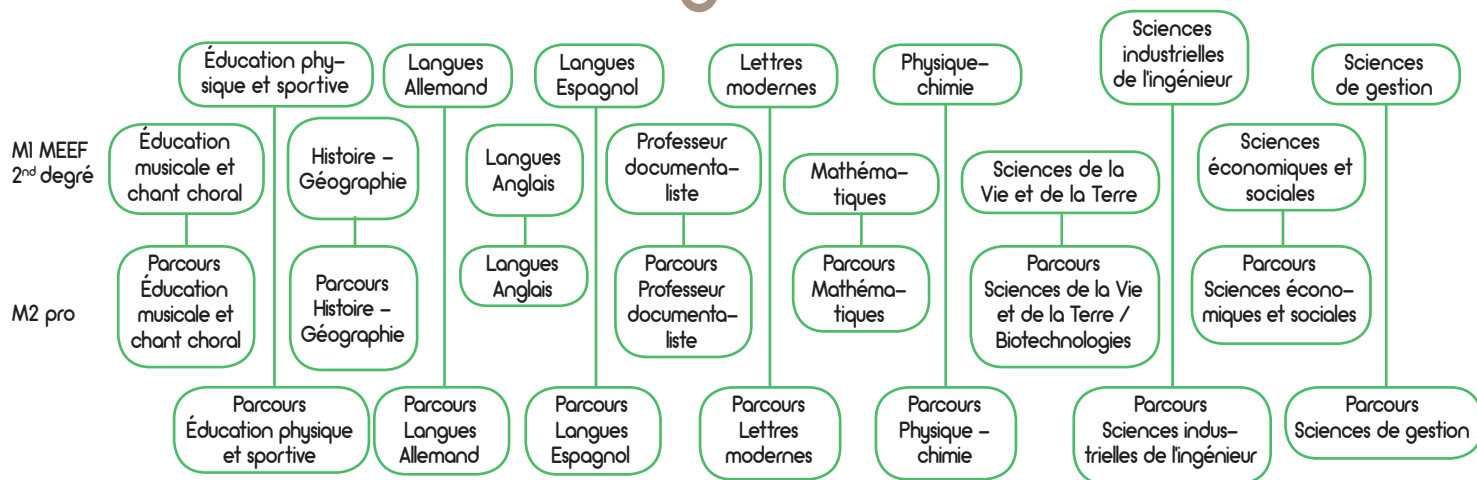 Éducation phy-
sique et sportive
Langues
Allemand
Langues
Espagnol
Lettres
modernes
Physique-
chimie
Sciences
industrielles
de l'ingénieur
Sciences
de gestion
M1 MEEF
2nd degré
Éducation
musicale et
chant choral
Histoire –
Géographie
Langues
Anglais
Professeur
documenta-
liste
Mathéma-
tiques
Sciences de la
Vie et de la Terre
Sciences
économiques et
sociales
M2 pro
Parcours
Éducation
musicale et
chant choral
Parcours
Histoire –
Géographie
Langues
Anglais
Parcours
Professeur
documenta-
liste
Parcours
Mathéma-
tiques
Parcours
Sciences de la Vie
et de la Terre /
Biotechnologies
Parcours
Sciences écono-
miques et sociales
Parcours
Éducation physique
et sportive
Parcours
Langues
Allemand
Parcours
Langues
Espagnol
Parcours
Lettres
modernes
Parcours
Physique –
chimie
Parcours
Sciences indus-
trielles de l'ingénieur
Parcours
Sciences de gestion